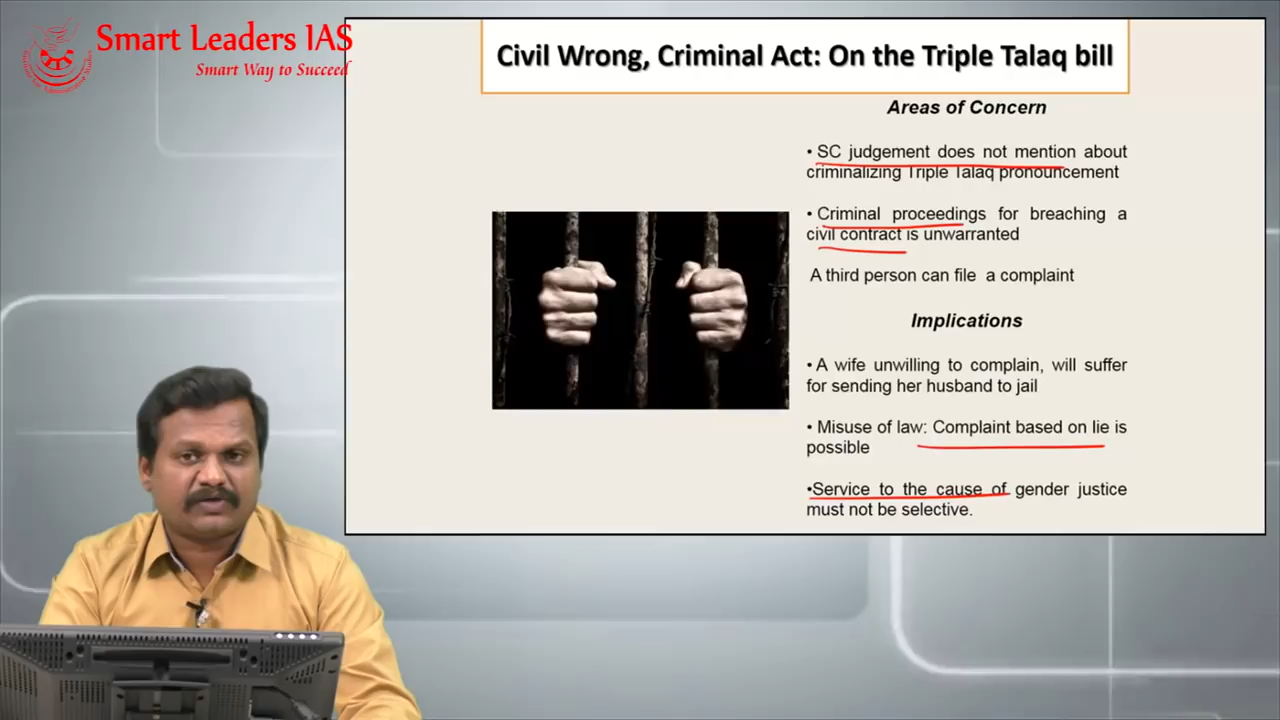 Smart Leaders IAS
Smart Way to Succeed
Civil Wrong, Criminal Act: On the Triple Talaq bill
Areas of Concern
• SC judgement does not mention about
criminalizing Triple Talaq pronouncement
• Criminal proceedings for breaching a
civil contract is unwarranted
A third person can file a complaint
Implications
• A wife unwilling to complain, will suffer
for sending her husband to jail
• Misuse of law: Complaint based on lie is
possible
•Service to the cause of gender justice
must not be selective.